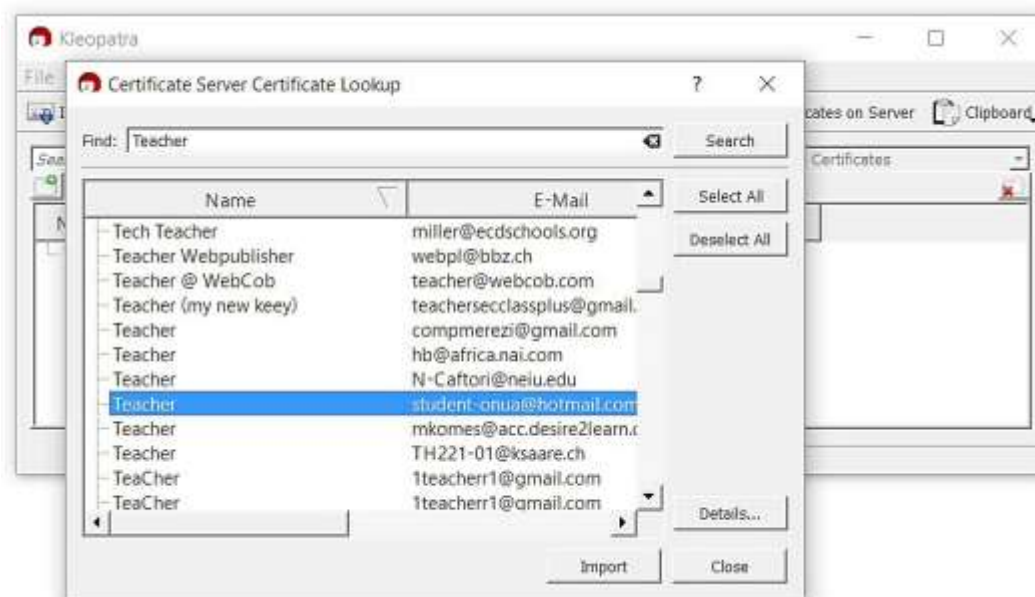 Kleopatra
File
Certificate Server Certificate Lookup
?
cates on Server
Clipboard
Find: Teacher
Search
Certificates
Name
E-Mail
Select All
Deselect All
Tech Teacher miller@ecdschools.org
Teacher Webpublisher webpl@bbz.ch
Teacher @ WebCob teacher@webcob.com
Teacher (my new keey) teachersecclassplus@gmail.
Teacher compmerezi@gmail.com
Teacher hb@africa.nai.com
Teacher N-Caftori@neiu.edu
Teacher student-onua@hotmail.com
Teacher mkomes@acc.desire2learn.c
Teacher TH221-01@ksaare.ch
TeaCher 1teacherr1@gmail.com
TeaCher 1teacherr1@gmail.com
Details...
Import
Close